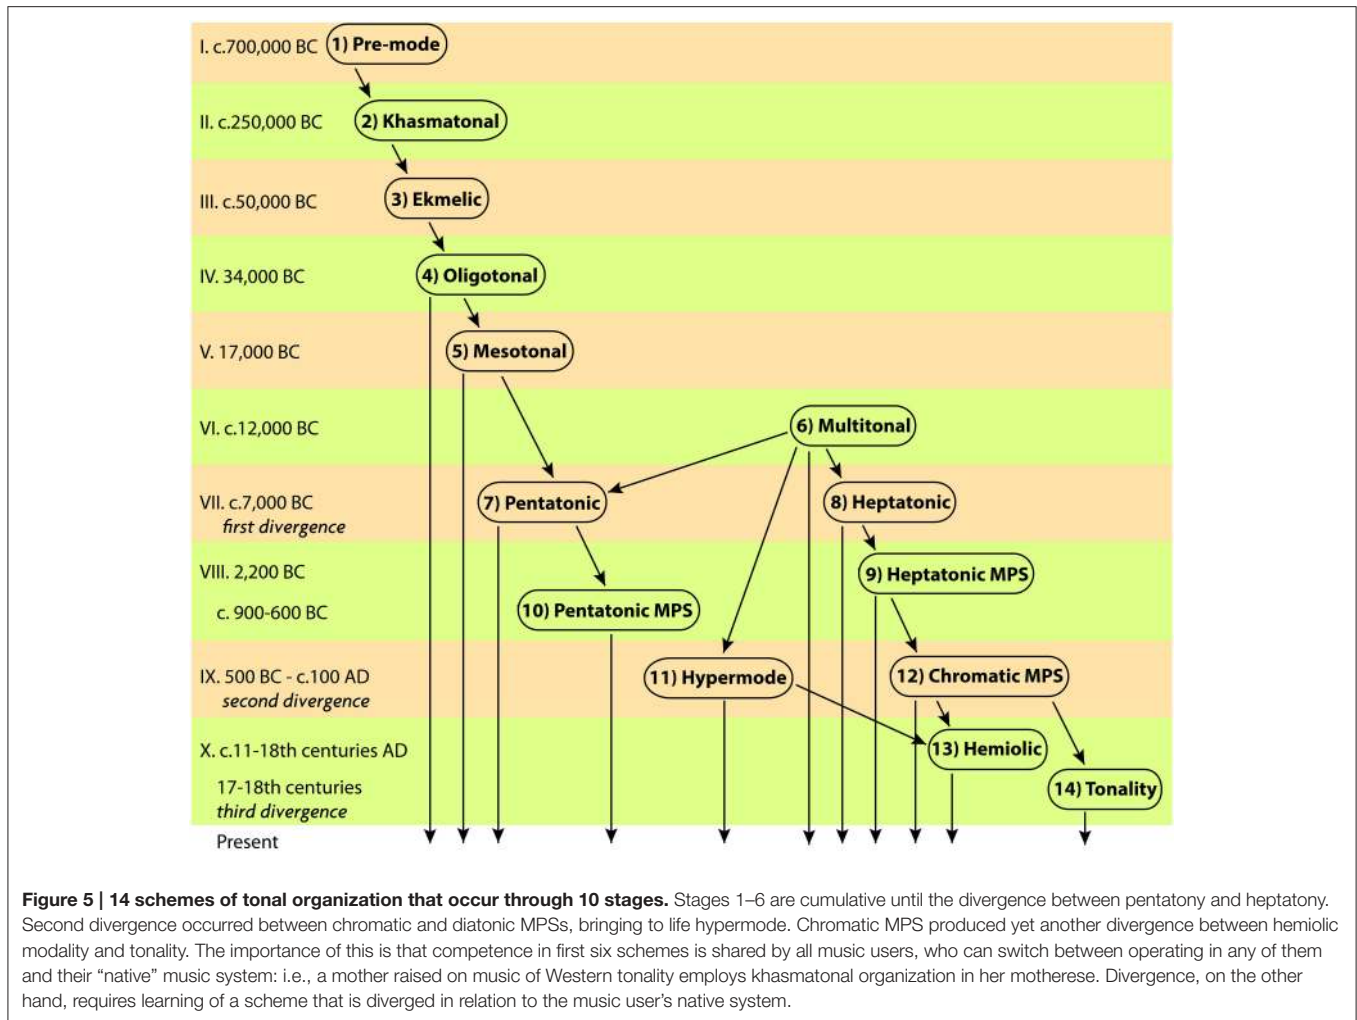 I. c.700,000 BC
1) Pre-mode
II. c.250,000 BC
2) Khasmatonal
III. c.50,000 BC
3) Ekmelic
IV. 34,000 BC
4) Oligotonal
V. 17,000 BC
5) Mesotonal
VI. c.12,000 BC
6) Multitonal
VII. c.7,000 BC
first divergence
7) Pentatonic
8) Heptatonic
VIII. 2,200 BC
9) Heptatonic MPS
c. 900-600 BC
10) Pentatonic MPS
IX. 500 BC - c.100 AD
second divergence
11) Hypermode
12) Chromatic MPS
X. c.11-18th centuries AD
13) Hemiolic
17-18th centuries
third divergence
14) Tonality
Present
Figure 5 | 14 schemes of tonal organization that occur through 10 stages. Stages 1–6 are cumulative until the divergence between pentatony and heptatony.
Second divergence occurred between chromatic and diatonic MPSs, bringing to life hypermode. Chromatic MPS produced yet another divergence between hemiolic
modality and tonality. The importance of this is that competence in first six schemes is shared by all music users, who can switch between operating in any of them
and their “native” music system: i.e., a mother raised on music of Western tonality employs khasmatonal organization in her motherese. Divergence, on the other
hand, requires learning of a scheme that is diverged in relation to the music user’s native system.